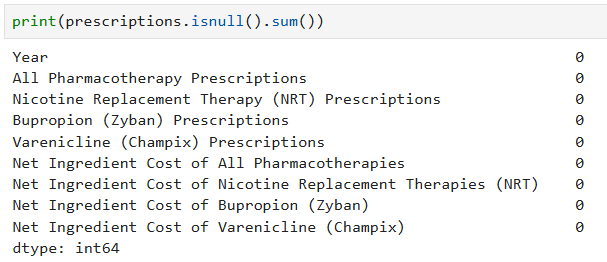 print(prescriptions.isnull().sum())
Year 0
All Pharmacotherapy Prescriptions 0
Nicotine Replacement Therapy (NRT) Prescriptions 0
Bupropion (Zyban) Prescriptions 0
Varenicline (Champix) Prescriptions 0
Net Ingredient Cost of All Pharmacotherapies 0
Net Ingredient Cost of Nicotine Replacement Therapies (NRT) 0
Net Ingredient Cost of Bupropion (Zyban) 0
Net Ingredient Cost of Varenicline (Champix) 0
dtype: int64